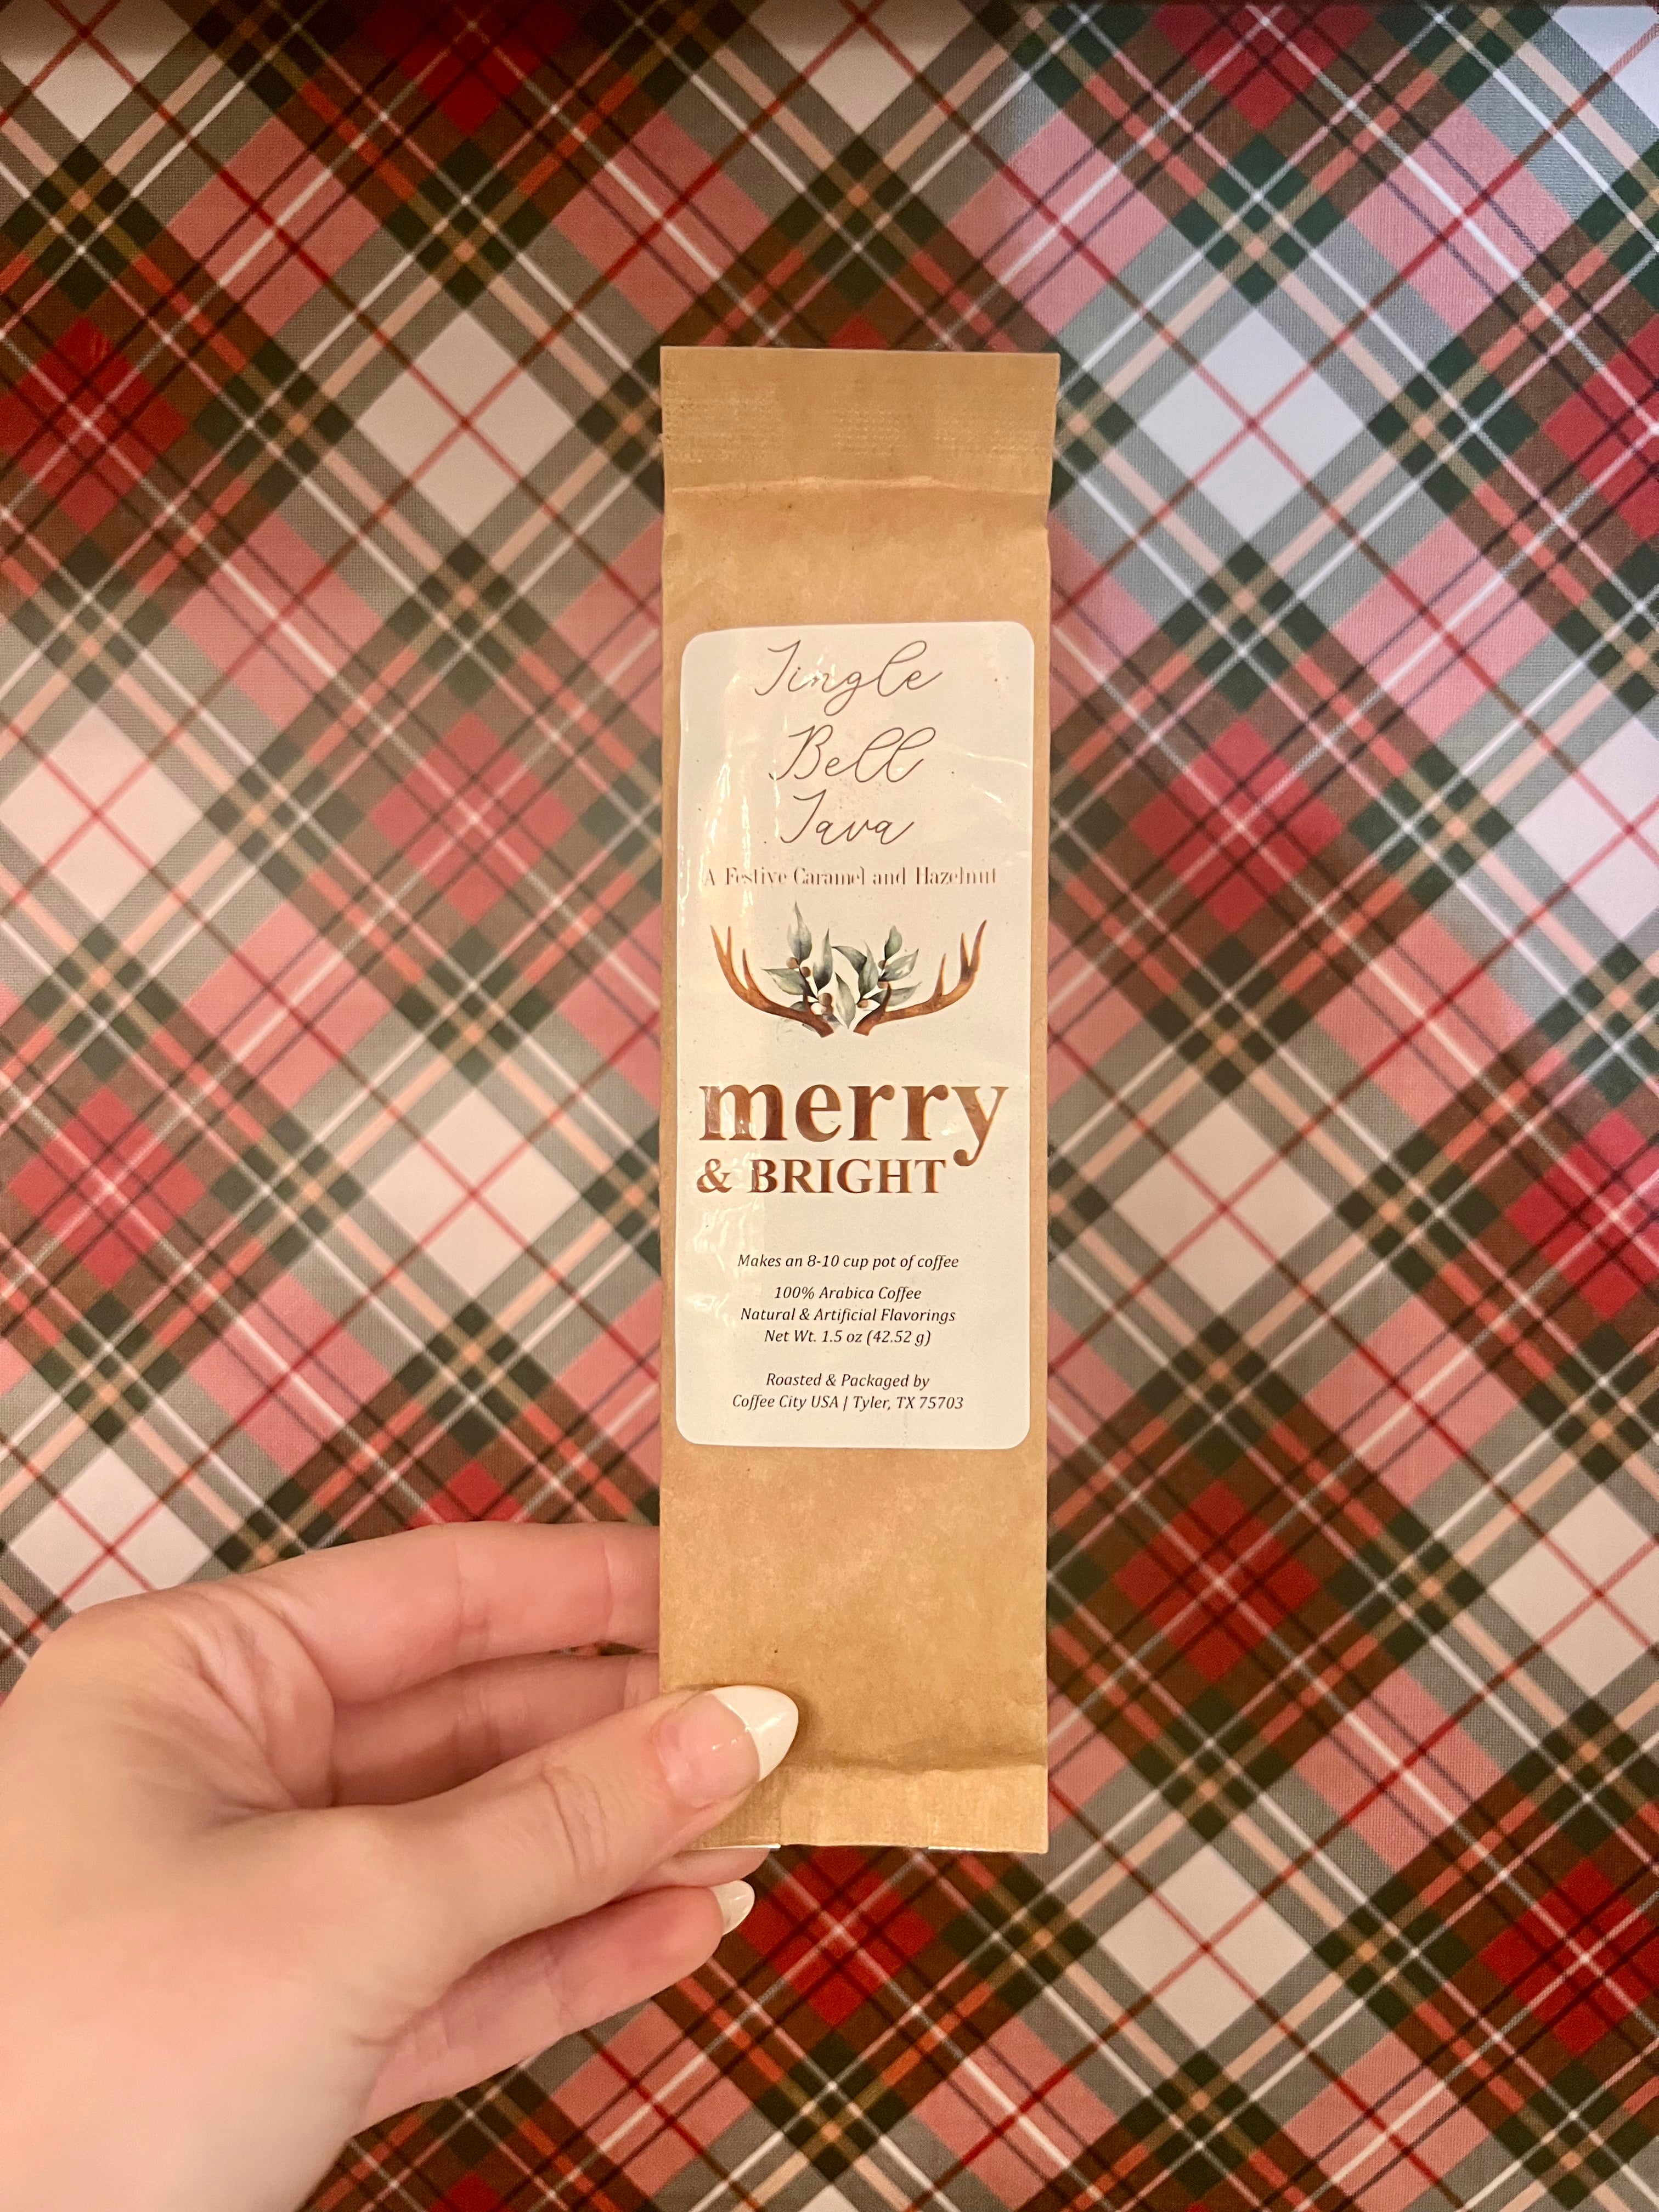 Jingle
Bell
Java
A Festive Caramel and Hazelnut
merry
& BRIGHT
Makes an 8-10 cup pot of coffee
100% Arabica Coffee
Natural & Artificial Flavorings
Net Wt. 1.5 oz (42.52 g)
Roasted & Packaged by
Coffee City USA | Tyler, TX 75703